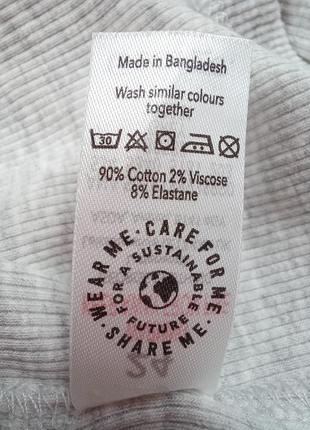 Made in Bangladesh
Wash similar colours
together
30
90% Cotton 2% Viscose
8% Elastane
WEAR ME · CARE FOR ME · SHARE ME ·
FOR A SUSTAINABLE FUTURE
24